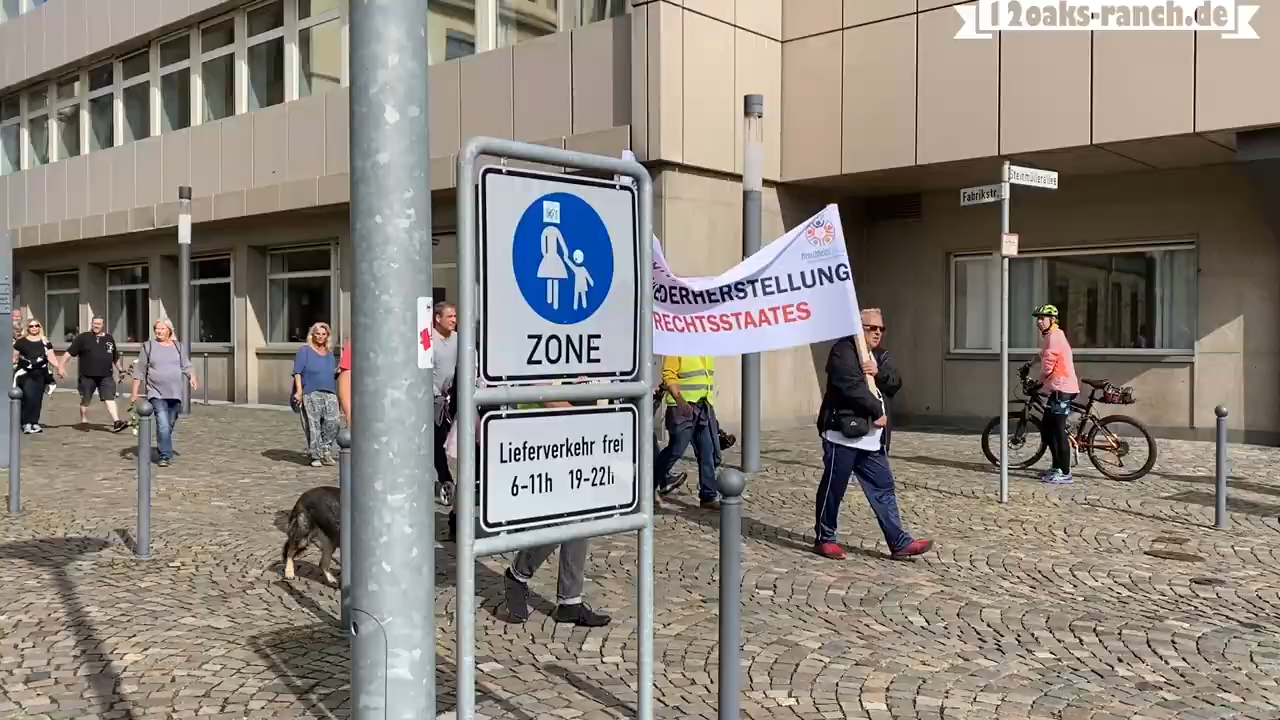 12oaks-ranch.de
Fabrikstr.
Steinmüllerallee
DERHERSTELLUNG
RECHTSSTAATES
ZONE
Lieferverkehr frei
6-11h 19-22h